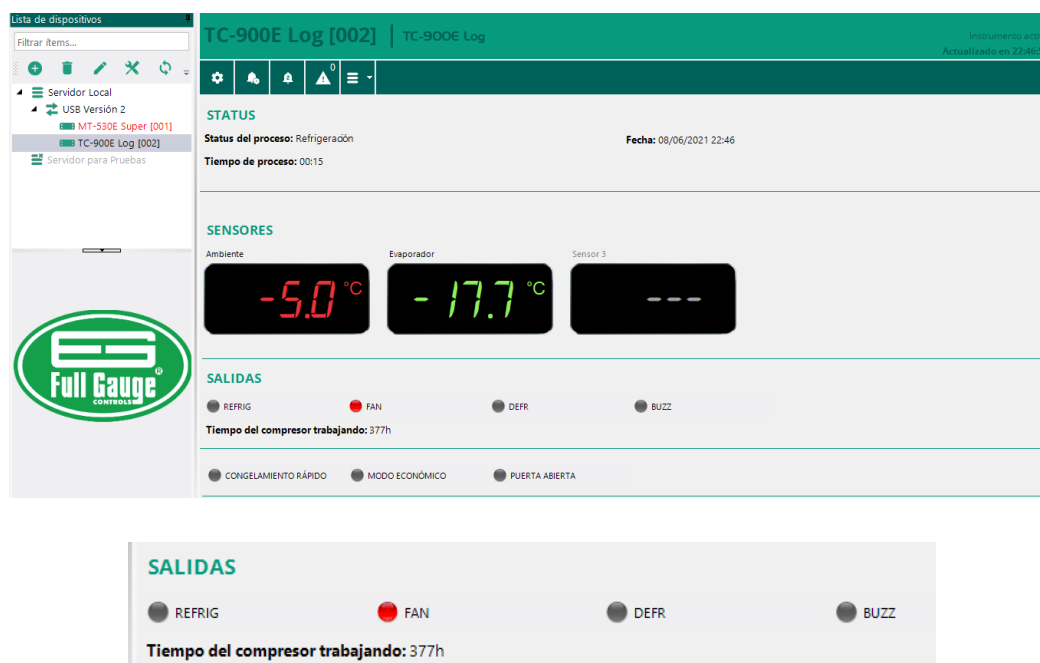 Lista de dispositivos
Filtrar ítems...
Servidor Local
USB Versión 2
MT-530E Super [001]
TC-900E Log [002]
Servidor para Pruebas
Full Gauge®
CONTROLS
TC-900E Log [002] | TC-900E Log
Instrumento acti
Actualizado en 22:46:
0
STATUS
Status del proceso: Refrigeración
Fecha: 08/06/2021 22:46
Tiempo de proceso: 00:15
SENSORES
Ambiente
Evaporador
Sensor 3
-5.0 °C
-17.7 °C
---
SALIDAS
REFRIG
FAN
DEFR
BUZZ
Tiempo del compresor trabajando: 377h
CONGELAMIENTO RÁPIDO
MODO ECONÓMICO
PUERTA ABIERTA
SALIDAS
REFRIG
FAN
DEFR
BUZZ
Tiempo del compresor trabajando: 377h